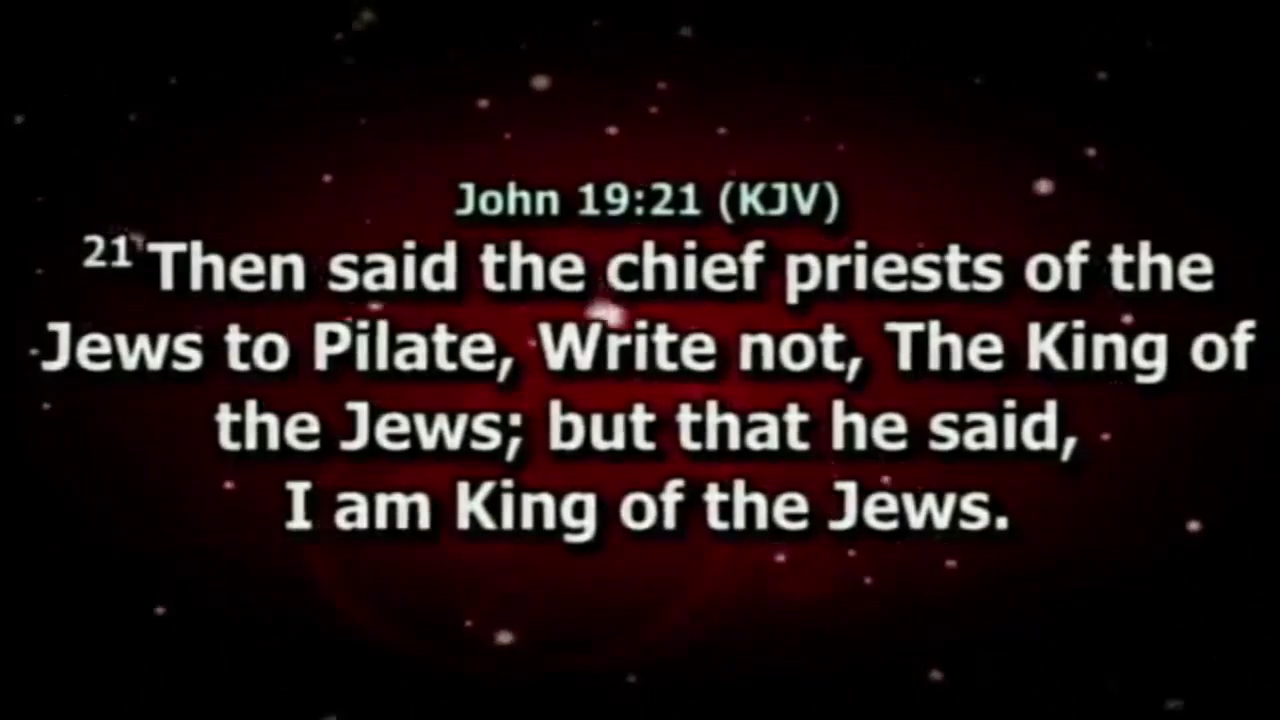 John 19:21 (KJV)
21 Then said the chief priests of the
Jews to Pilate, Write not, The King of
the Jews; but that he said,
I am King of the Jews.